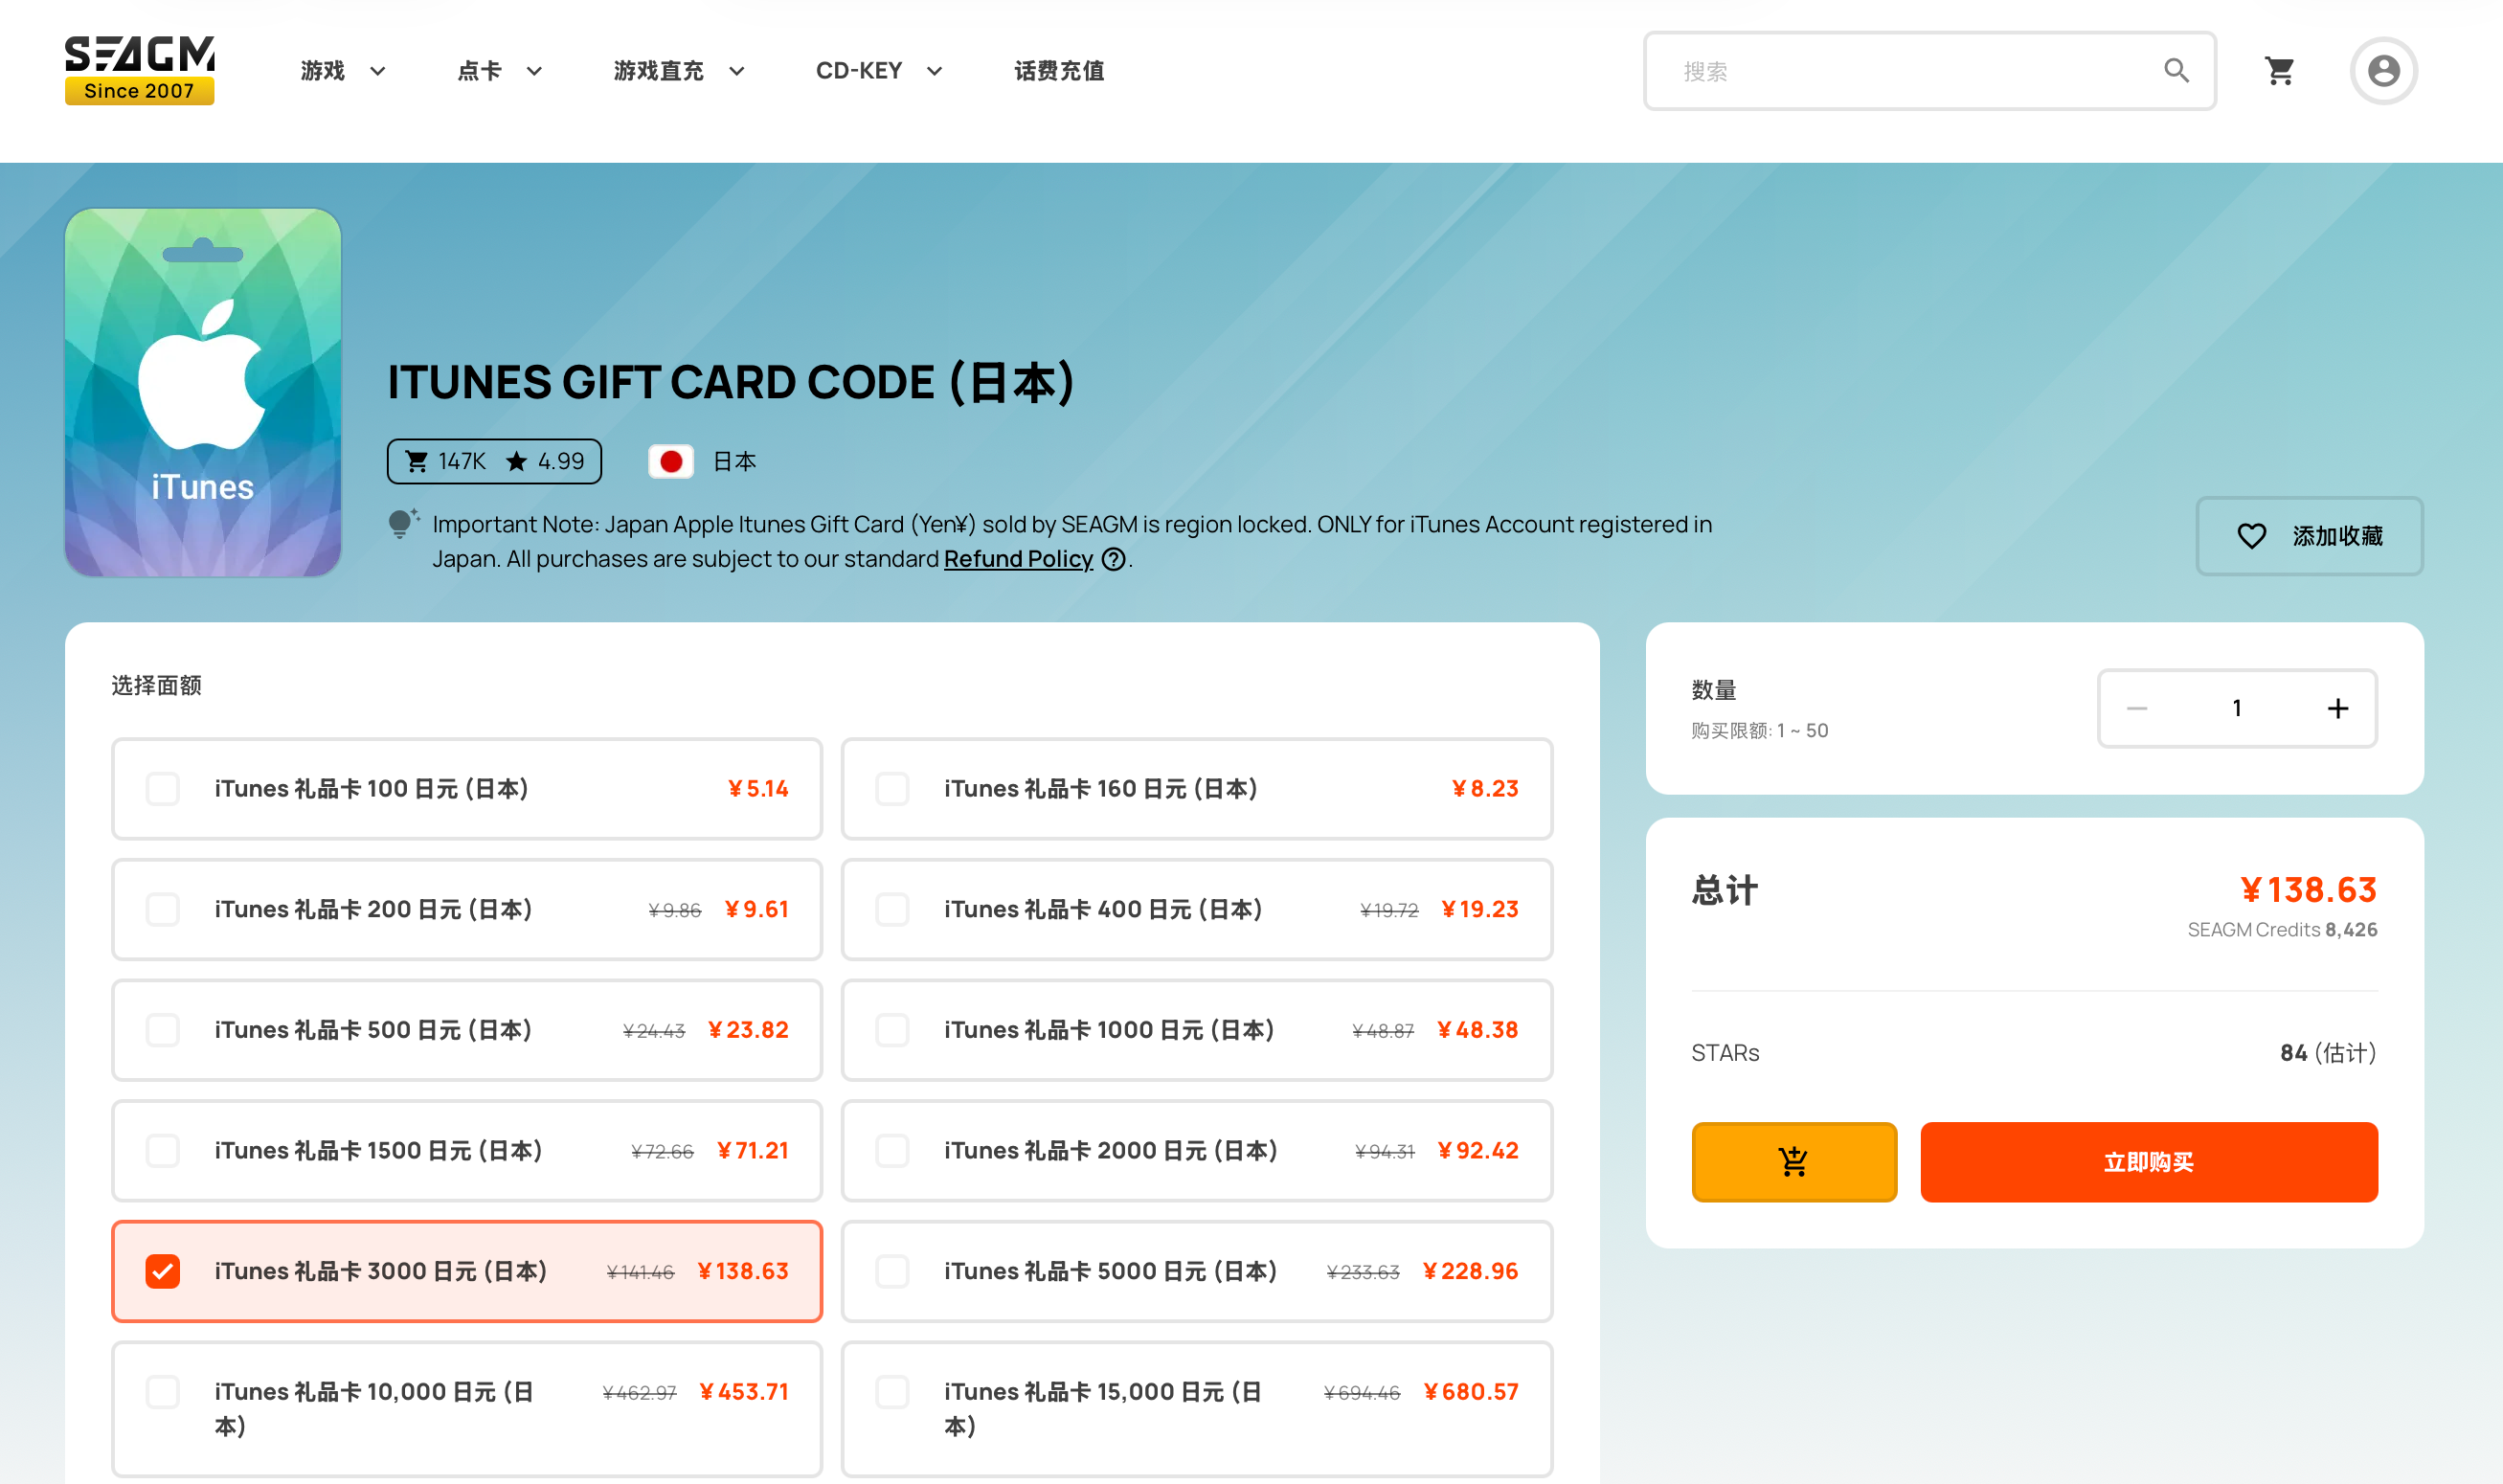 SEAGM
Since 2007
游戏
点卡
游戏直充
CD-KEY
话费充值
搜索
iTunes
ITUNES GIFT CARD CODE (日本)
147K 4.99
日本
Important Note: Japan Apple Itunes Gift Card (Yen¥) sold by SEAGM is region locked. ONLY for iTunes Account registered in
Japan. All purchases are subject to our standard Refund Policy ?.
添加收藏
选择面额
iTunes 礼品卡 100 日元 (日本) ¥ 5.14
iTunes 礼品卡 160 日元 (日本) ¥ 8.23
iTunes 礼品卡 200 日元 (日本) ¥ 9.86 ¥ 9.61
iTunes 礼品卡 400 日元 (日本) ¥ 19.72 ¥ 19.23
iTunes 礼品卡 500 日元 (日本) ¥ 24.43 ¥ 23.82
iTunes 礼品卡 1000 日元 (日本) ¥ 48.87 ¥ 48.38
iTunes 礼品卡 1500 日元 (日本) ¥ 72.66 ¥ 71.21
iTunes 礼品卡 2000 日元 (日本) ¥ 94.31 ¥ 92.42
iTunes 礼品卡 3000 日元 (日本) ¥ 141.46 ¥ 138.63
iTunes 礼品卡 5000 日元 (日本) ¥ 233.63 ¥ 228.96
iTunes 礼品卡 10,000 日元 (日 ¥ 462.97 ¥ 453.71
本)
iTunes 礼品卡 15,000 日元 (日 ¥ 694.46 ¥ 680.57
本)
数量
购买限额: 1 ~ 50
1
总计
¥ 138.63
SEAGM Credits 8,426
STARs
84 (估计)
立即购买